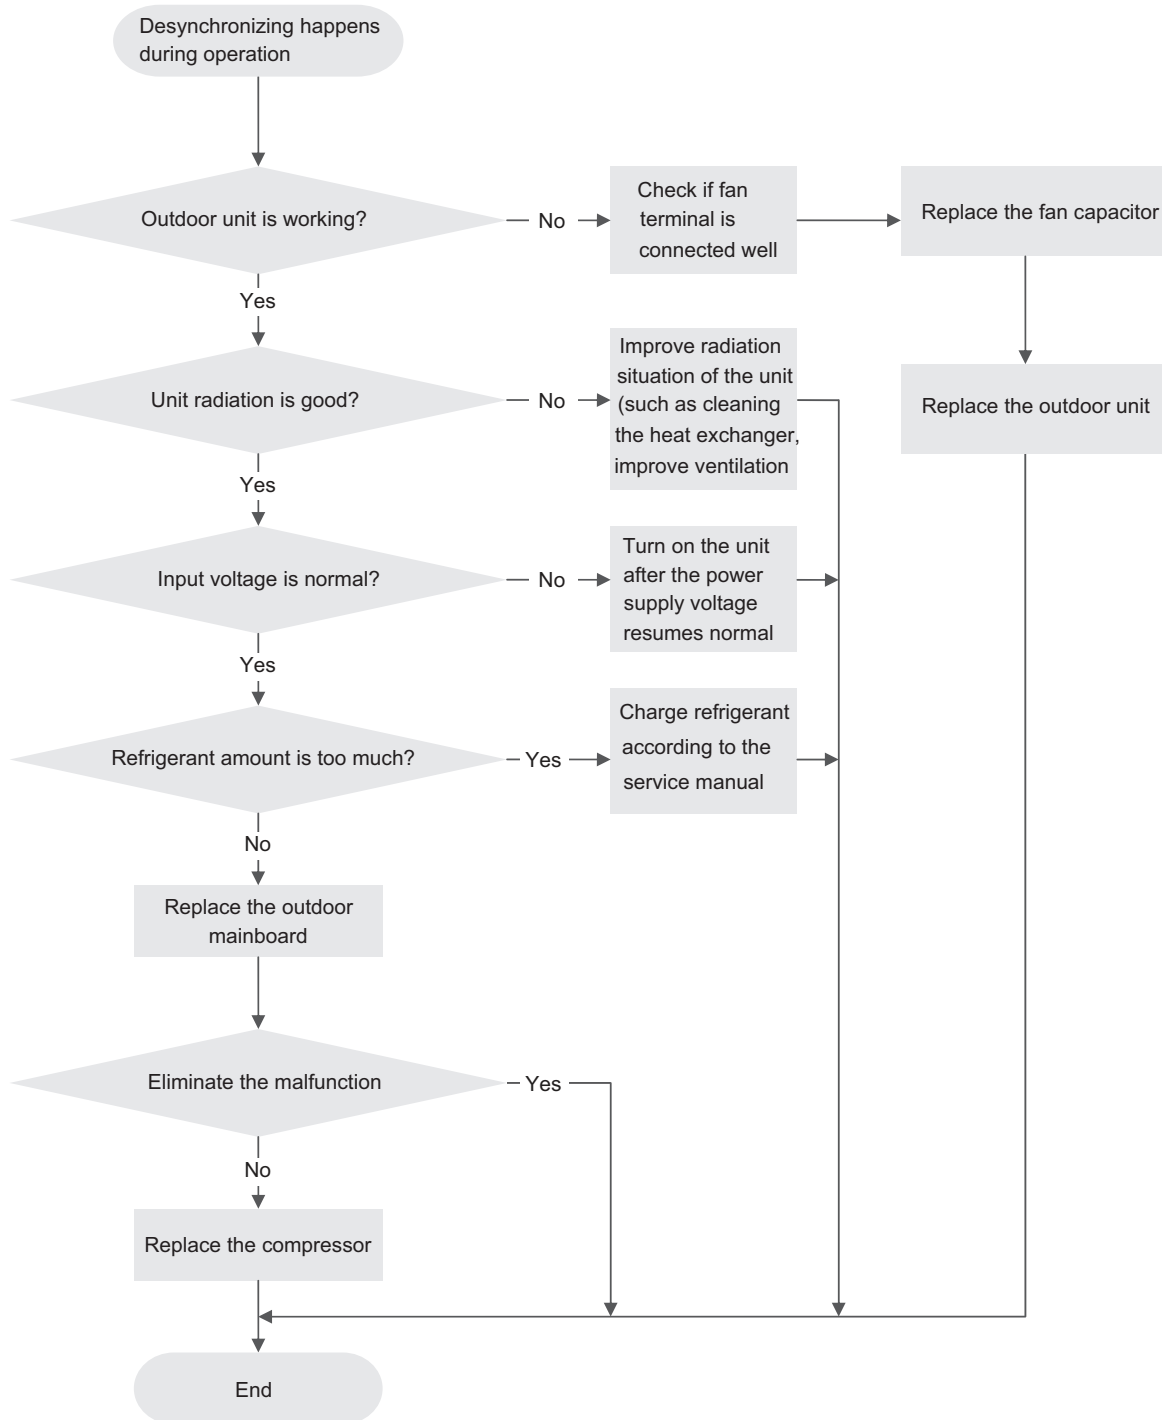 Desynchronizing happens
during operation
Outdoor unit is working?
No
Check if fan
terminal is
connected well
Replace the fan capacitor
Yes
Unit radiation is good?
No
Improve radiation
situation of the unit
(such as cleaning
the heat exchanger,
improve ventilation
Replace the outdoor unit
Yes
Input voltage is normal?
No
Turn on the unit
after the power
supply voltage
resumes normal
Yes
Refrigerant amount is too much?
Yes
Charge refrigerant
according to the
service manual
No
Replace the outdoor
mainboard
Eliminate the malfunction
Yes
No
Replace the compressor
End